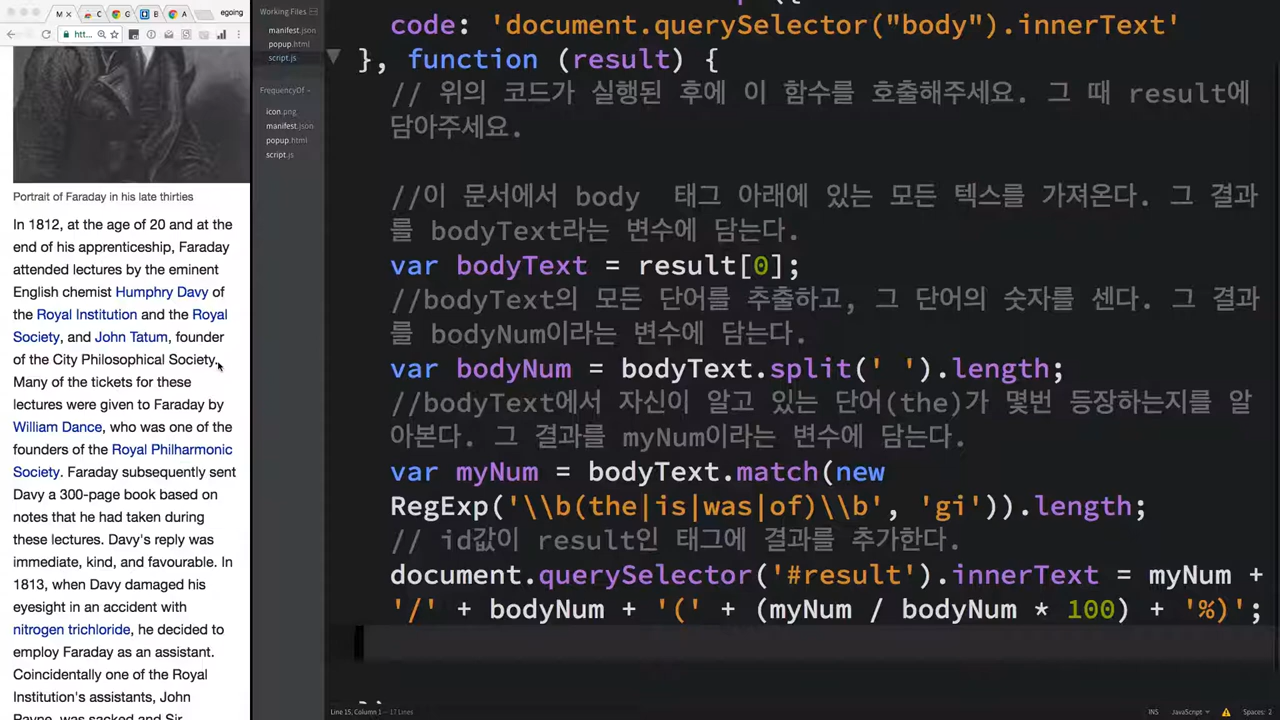 egoing
Working Files
manifest.json
popup.html
script.js
FrequencyOf
icon.png
manifest.json
popup.html
script.js
Portrait of Faraday in his late thirties
In 1812, at the age of 20 and at the
end of his apprenticeship, Faraday
attended lectures by the eminent
English chemist Humphry Davy of
the Royal Institution and the Royal
Society, and John Tatum, founder
of the City Philosophical Society.
Many of the tickets for these
lectures were given to Faraday by
William Dance, who was one of the
founders of the Royal Philharmonic
Society. Faraday subsequently sent
Davy a 300-page book based on
notes that he had taken during
these lectures. Davy's reply was
immediate, kind, and favourable. In
1813, when Davy damaged his
eyesight in an accident with
nitrogen trichloride, he decided to
employ Faraday as an assistant.
Coincidentally one of the Royal
Institution's assistants, John
Payne, was sacked and Sir
code: 'document.querySelector("body").innerText'
}, function (result) {
// 위의 코드가 실행된 후에 이 함수를 호출해주세요. 그 때 result에
담아주세요.
//이 문서에서 body 태그 아래에 있는 모든 텍스를 가져온다. 그 결과
를 bodyText라는 변수에 담는다.
var bodyText = result[0];
//bodyText의 모든 단어를 추출하고, 그 단어의 숫자를 센다. 그 결과
를 bodyNum이라는 변수에 담는다.
var bodyNum = bodyText.split(' ').length;
//bodyText에서 자신이 알고 있는 단어(the)가 몇번 등장하는지를 알
아본다. 그 결과를 myNum이라는 변수에 담는다.
var myNum = bodyText.match(new
RegExp('\\b(the|is|was|of)\\b', 'gi')).length;
// id값이 result인 태그에 결과를 추가한다.
document.querySelector('#result').innerText = myNum +
'/' + bodyNum + '(' + (myNum / bodyNum * 100) + '%)';
Line 15, Column 1 — 17 Lines
INS
JavaScript
Spaces: 2